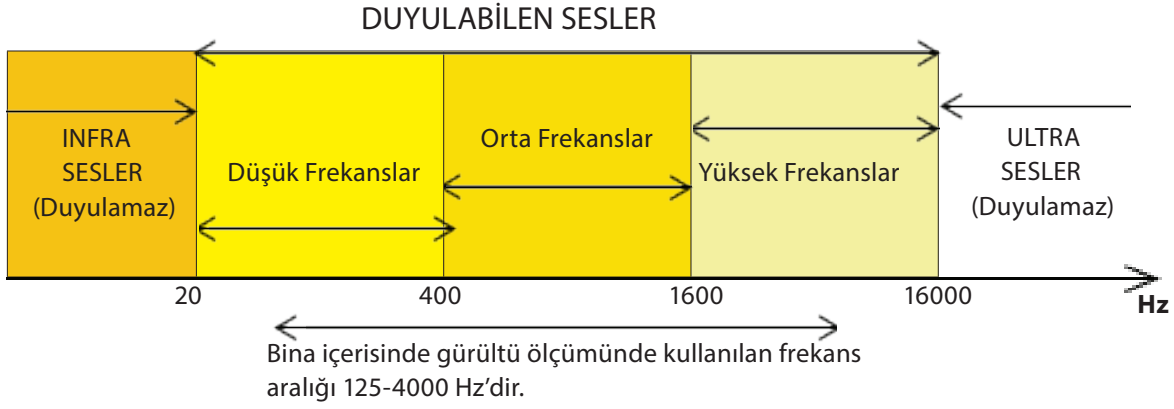 DUYULABİLEN SESLER
INFRA
SESLER
(Duyulamaz)
Düşük Frekanslar
Orta Frekanslar
Yüksek Frekanslar
ULTRA
SESLER
(Duyulamaz)
20
400
1600
16000
Hz
Bina içerisinde gürültü ölçümünde kullanılan frekans
aralığı 125-4000 Hz’dir.